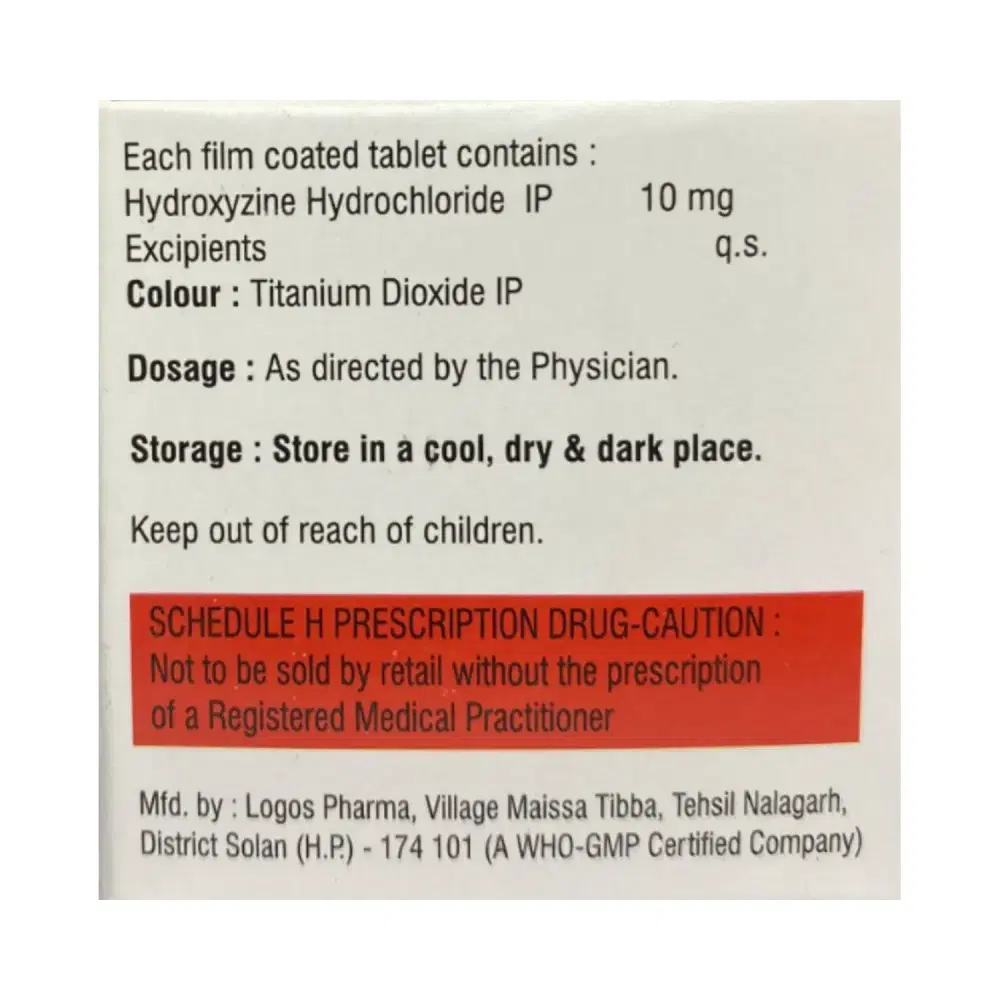 Each film coated tablet contains :
Hydroxyzine Hydrochloride IP 10 mg
Excipients q.s.
Colour : Titanium Dioxide IP
Dosage : As directed by the Physician.
Storage : Store in a cool, dry & dark place.
Keep out of reach of children.
SCHEDULE H PRESCRIPTION DRUG-CAUTION :
Not to be sold by retail without the prescription
of a Registered Medical Practitioner
Mfd. by : Logos Pharma, Village Maissa Tibba, Tehsil Nalagarh,
District Solan (H.P.) - 174 101 (A WHO-GMP Certified Company)